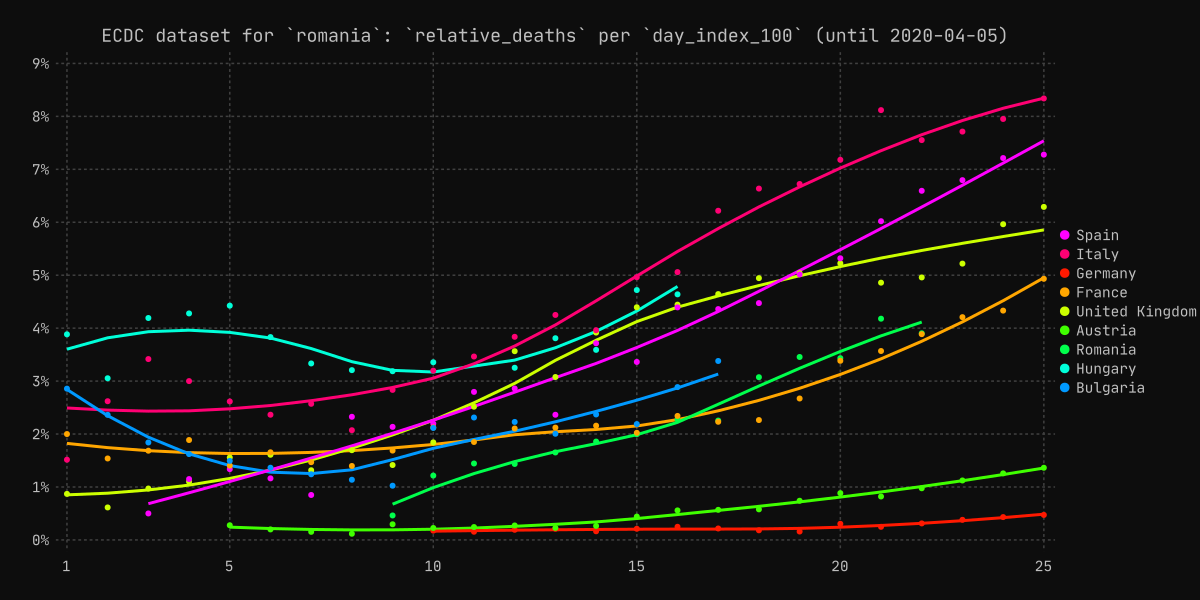 ECDC dataset for `romania`: `relative_deaths` per `day_index_100` (until 2020-04-05)
9%
8%
7%
6%
5%
4%
3%
2%
1%
0%
1 5 10 15 20 25
Spain
Italy
Germany
France
United Kingdom
Austria
Romania
Hungary
Bulgaria